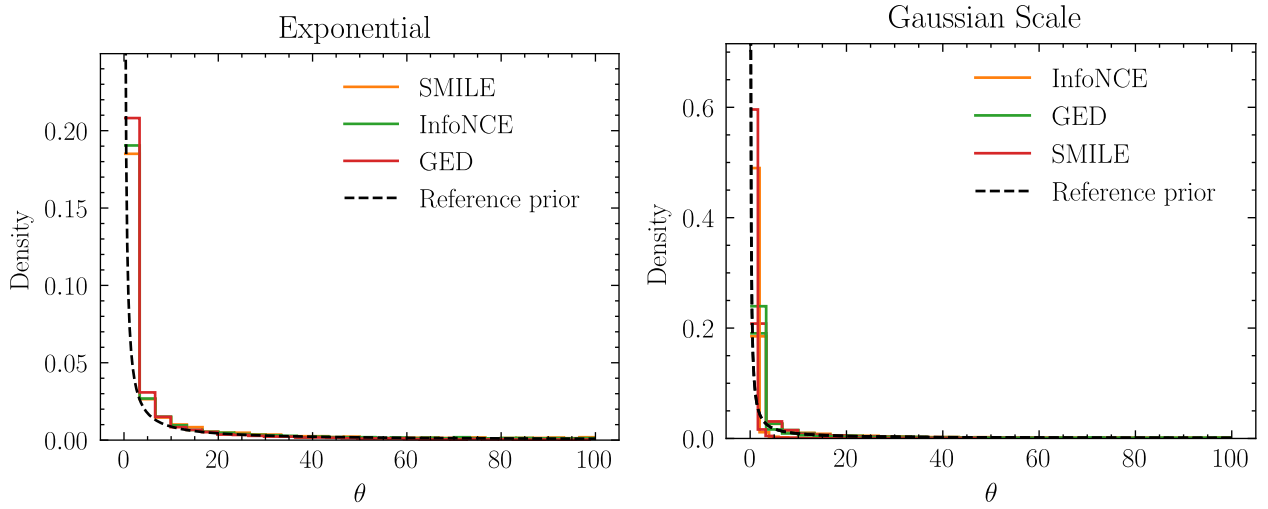 Exponential
SMILE
InfoNCE
GED
Reference prior
Density
0.20
0.15
0.10
0.05
0.00
0
20
40
60
80
100
θ
Gaussian Scale
InfoNCE
GED
SMILE
Reference prior
Density
0.6
0.4
0.2
0.0
0
20
40
60
80
100
θ